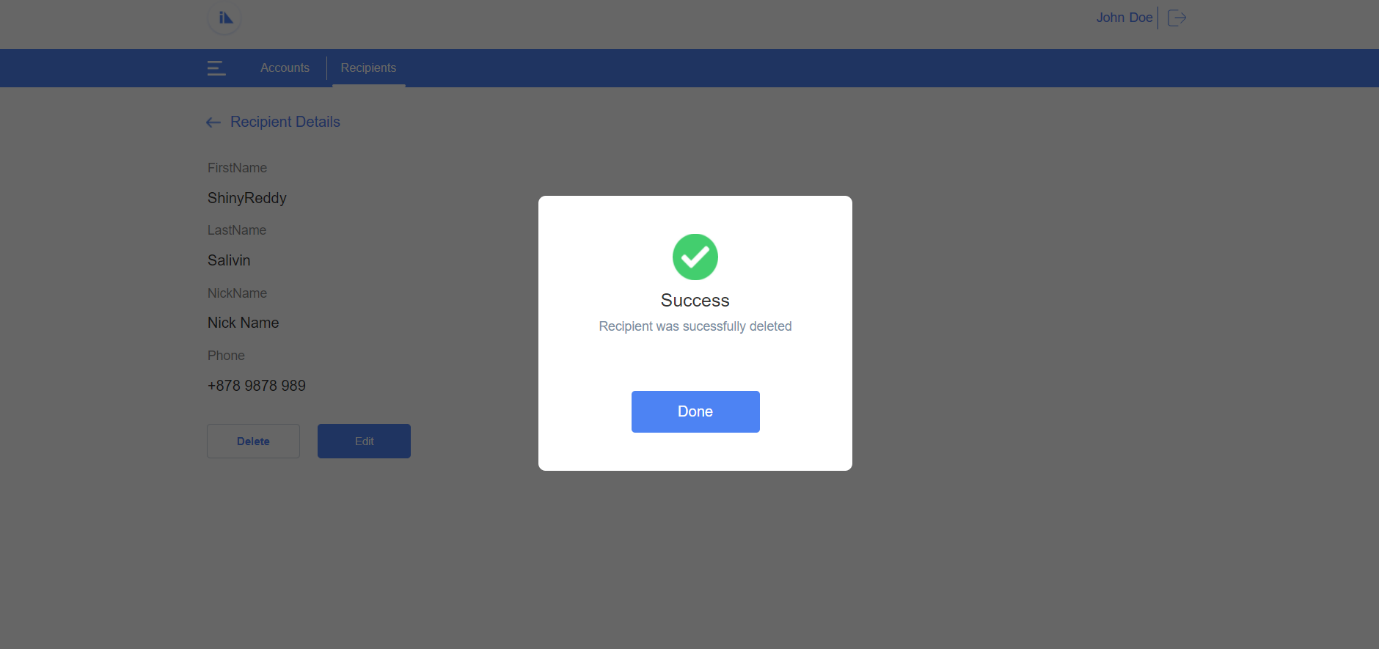 John Doe
Accounts
Recipients
Recipient Details
FirstName
ShinyReddy
LastName
Salivin
NickName
Nick Name
Phone
+878 9878 989
Delete
Edit
Success
Recipient was sucessfully deleted
Done